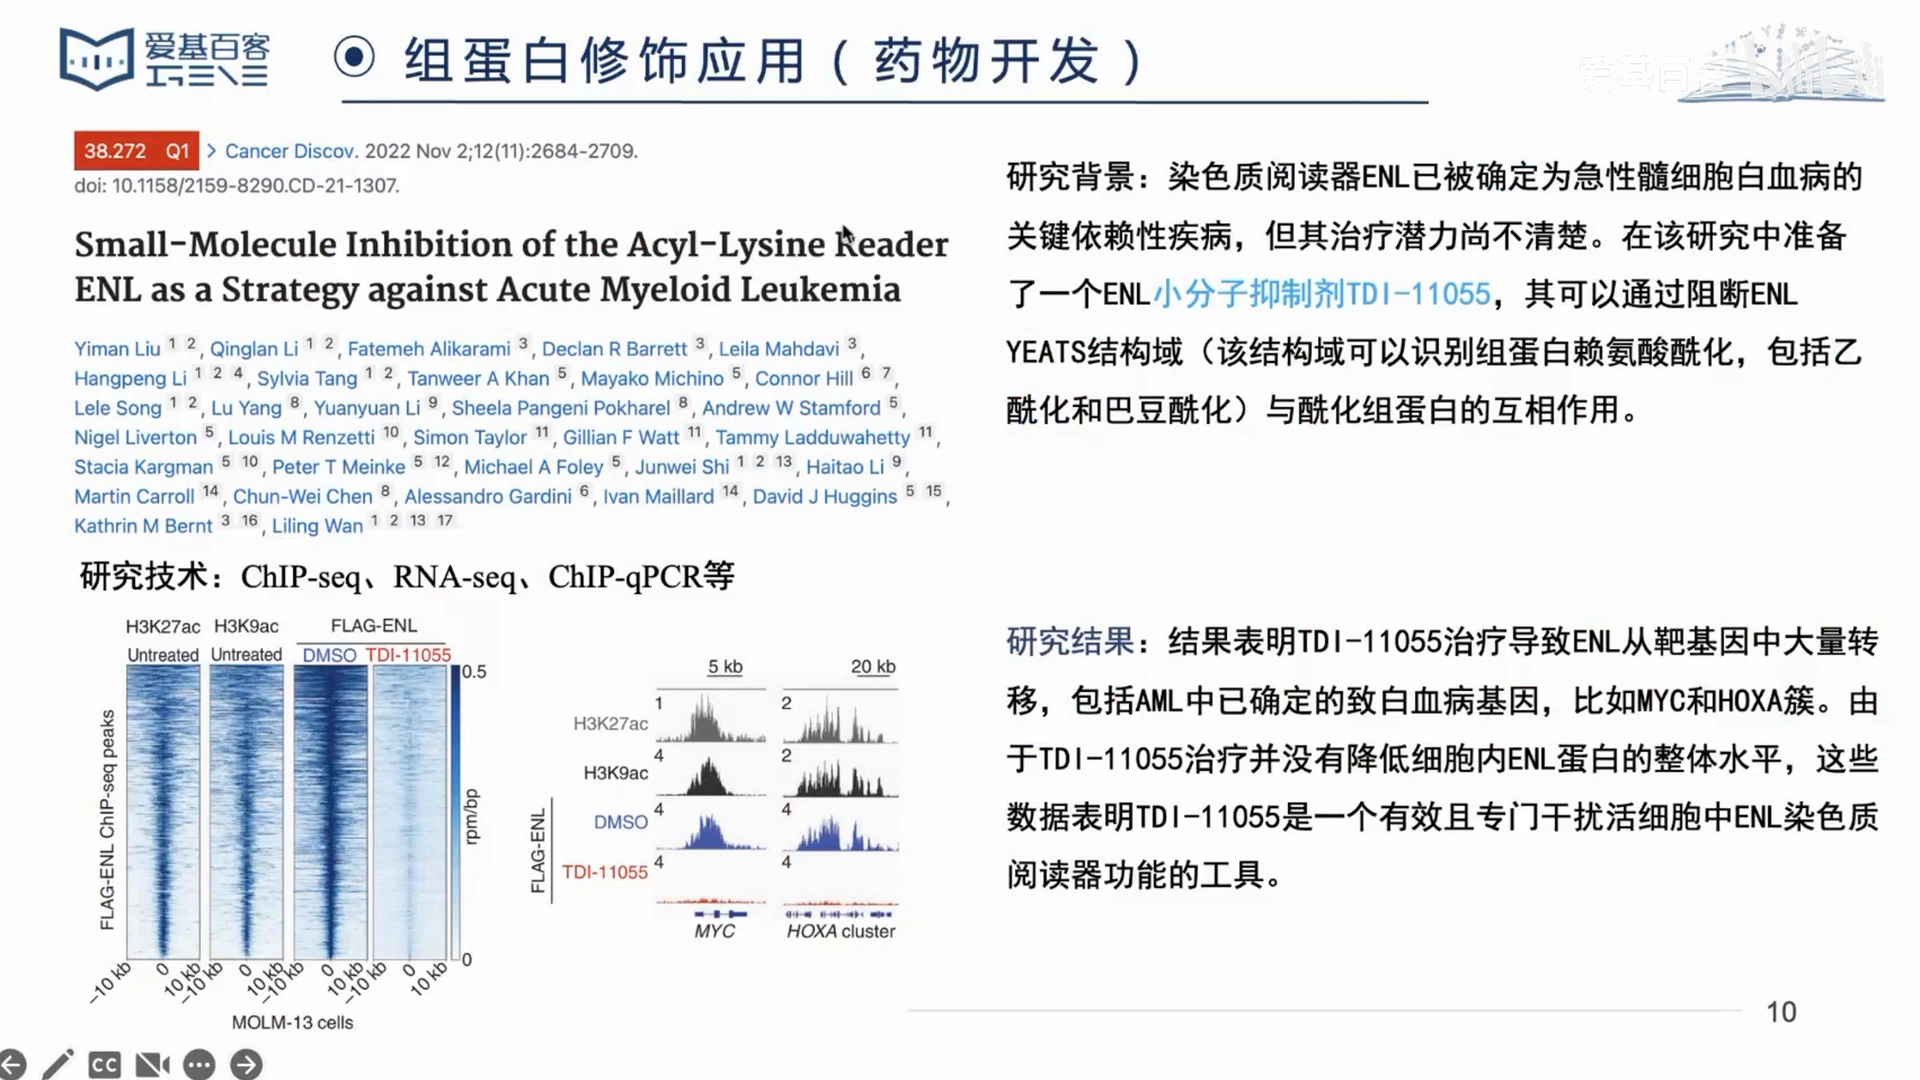 爱基百客
组蛋白修饰应用（药物开发）
38.272 Q1 > Cancer Discov. 2022 Nov 2;12(11):2684-2709.
doi: 10.1158/2159-8290.CD-21-1307.
Small-Molecule Inhibition of the Acyl-Lysine Reader
ENL as a Strategy against Acute Myeloid Leukemia
Yiman Liu 1 2, Qinglan Li 1 2, Fatemeh Alikarami 3, Declan R Barrett 3, Leila Mahdavi 3,
Hangpeng Li 1 2 4, Sylvia Tang 1 2, Tanweer A Khan 5, Mayako Michino 5, Connor Hill 6 7,
Lele Song 1 2, Lu Yang 8, Yuanyuan Li 9, Sheela Pangeni Pokharel 8, Andrew W Stamford 5,
Nigel Liverton 5, Louis M Renzetti 10, Simon Taylor 11, Gillian F Watt 11, Tammy Ladduwahetty 11,
Stacia Kargman 5 10, Peter T Meinke 5 12, Michael A Foley 5, Junwei Shi 1 2 13, Haitao Li 9,
Martin Carroll 14, Chun-Wei Chen 8, Alessandro Gardini 6, Ivan Maillard 14, David J Huggins 5 15,
Kathrin M Bernt 3 16, Liling Wan 1 2 13 17
研究技术：ChIP-seq、RNA-seq、ChIP-qPCR等
H3K27ac H3K9ac FLAG-ENL
Untreated Untreated DMSO TDI-11055
0.5
FLAG-ENL ChIP-seq peaks
rpm/bp
0
-10 kb 0 10 kb -10 kb 0 10 kb -10 kb 0 10 kb -10 kb 0 10 kb
MOLM-13 cells
5 kb 20 kb
H3K27ac 1 2
H3K9ac 4 2
FLAG-ENL
DMSO 4 4
TDI-11055 4 4
MYC HOXA cluster
研究背景：染色质阅读器ENL已被确定为急性髓细胞白血病的
关键依赖性疾病，但其治疗潜力尚不清楚。在该研究中准备
了一个ENL小分子抑制剂TDI-11055，其可以通过阻断ENL
YEATS结构域（该结构域可以识别组蛋白赖氨酸酰化，包括乙
酰化和巴豆酰化）与酰化组蛋白的互相作用。
研究结果：结果表明TDI-11055治疗导致ENL从靶基因中大量转
移，包括AML中已确定的致白血病基因，比如MYC和HOXA簇。由
于TDI-11055治疗并没有降低细胞内ENL蛋白的整体水平，这些
数据表明TDI-11055是一个有效且专门干扰活细胞中ENL染色质
阅读器功能的工具。
10
CC